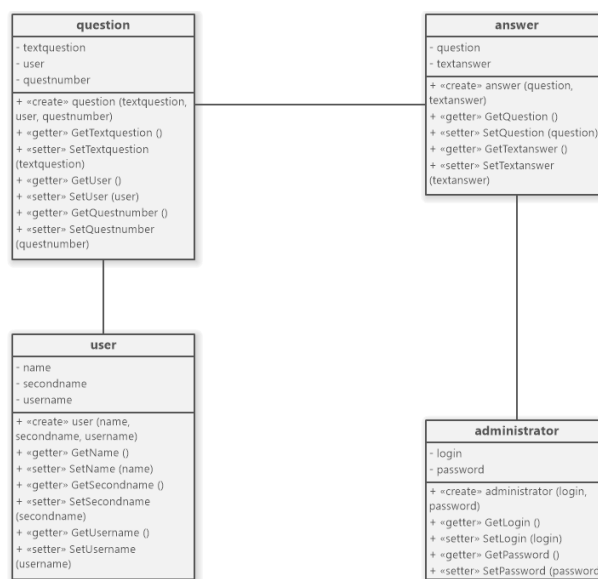 question
- textquestion
- user
- questnumber
+ «create» question (textquestion,
user, questnumber)
+ «getter» GetTextquestion ()
+ «setter» SetTextquestion
(textquestion)
+ «getter» GetUser ()
+ «setter» SetUser (user)
+ «getter» GetQuestnumber ()
+ «setter» SetQuestnumber
(questnumber)
answer
- question
- textanswer
+ «create» answer (question,
textanswer)
+ «getter» GetQuestion ()
+ «setter» SetQuestion (question)
+ «getter» GetTextanswer ()
+ «setter» SetTextanswer
(textanswer)
user
- name
- secondname
- username
+ «create» user (name,
secondname, username)
+ «getter» GetName ()
+ «setter» SetName (name)
+ «getter» GetSecondname ()
+ «setter» SetSecondname
(secondname)
+ «getter» GetUsername ()
+ «setter» SetUsername
(username)
administrator
- login
- password
+ «create» administrator (login,
password)
+ «getter» GetLogin ()
+ «setter» SetLogin (login)
+ «getter» GetPassword ()
+ «setter» SetPassword (password